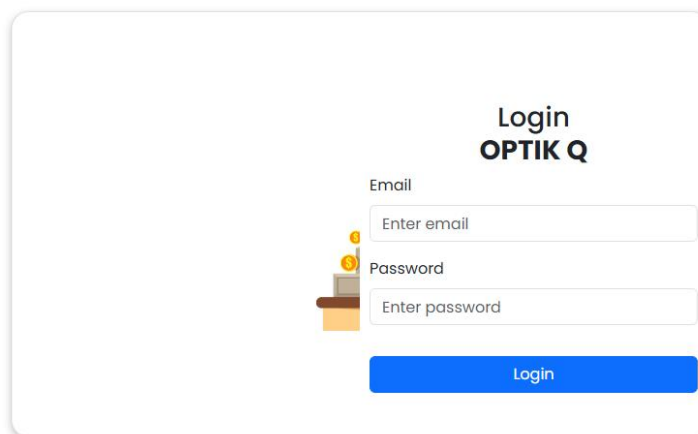 Login
OPTIK Q
Email
Enter email
Password
Enter password
Login